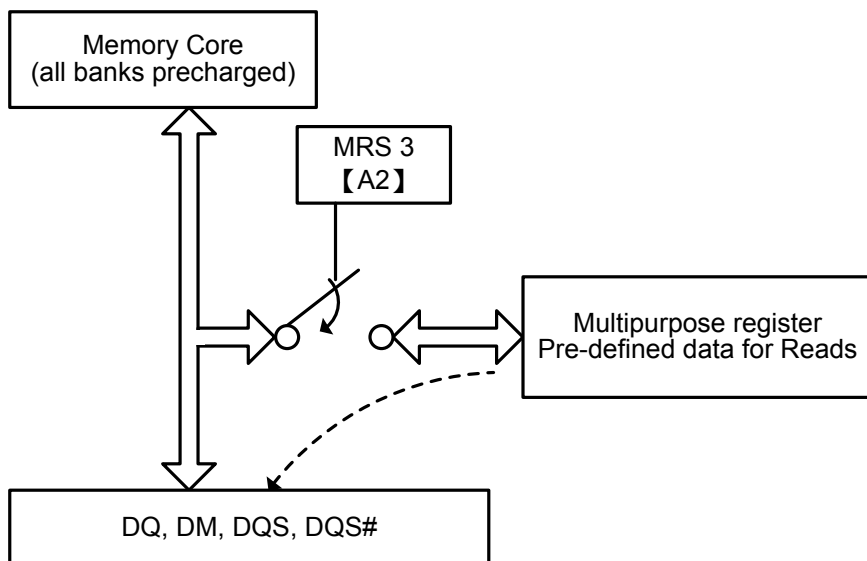 Memory Core
(all banks precharged)
MRS 3
【A2】
Multipurpose register
Pre-defined data for Reads
DQ, DM, DQS, DQS#